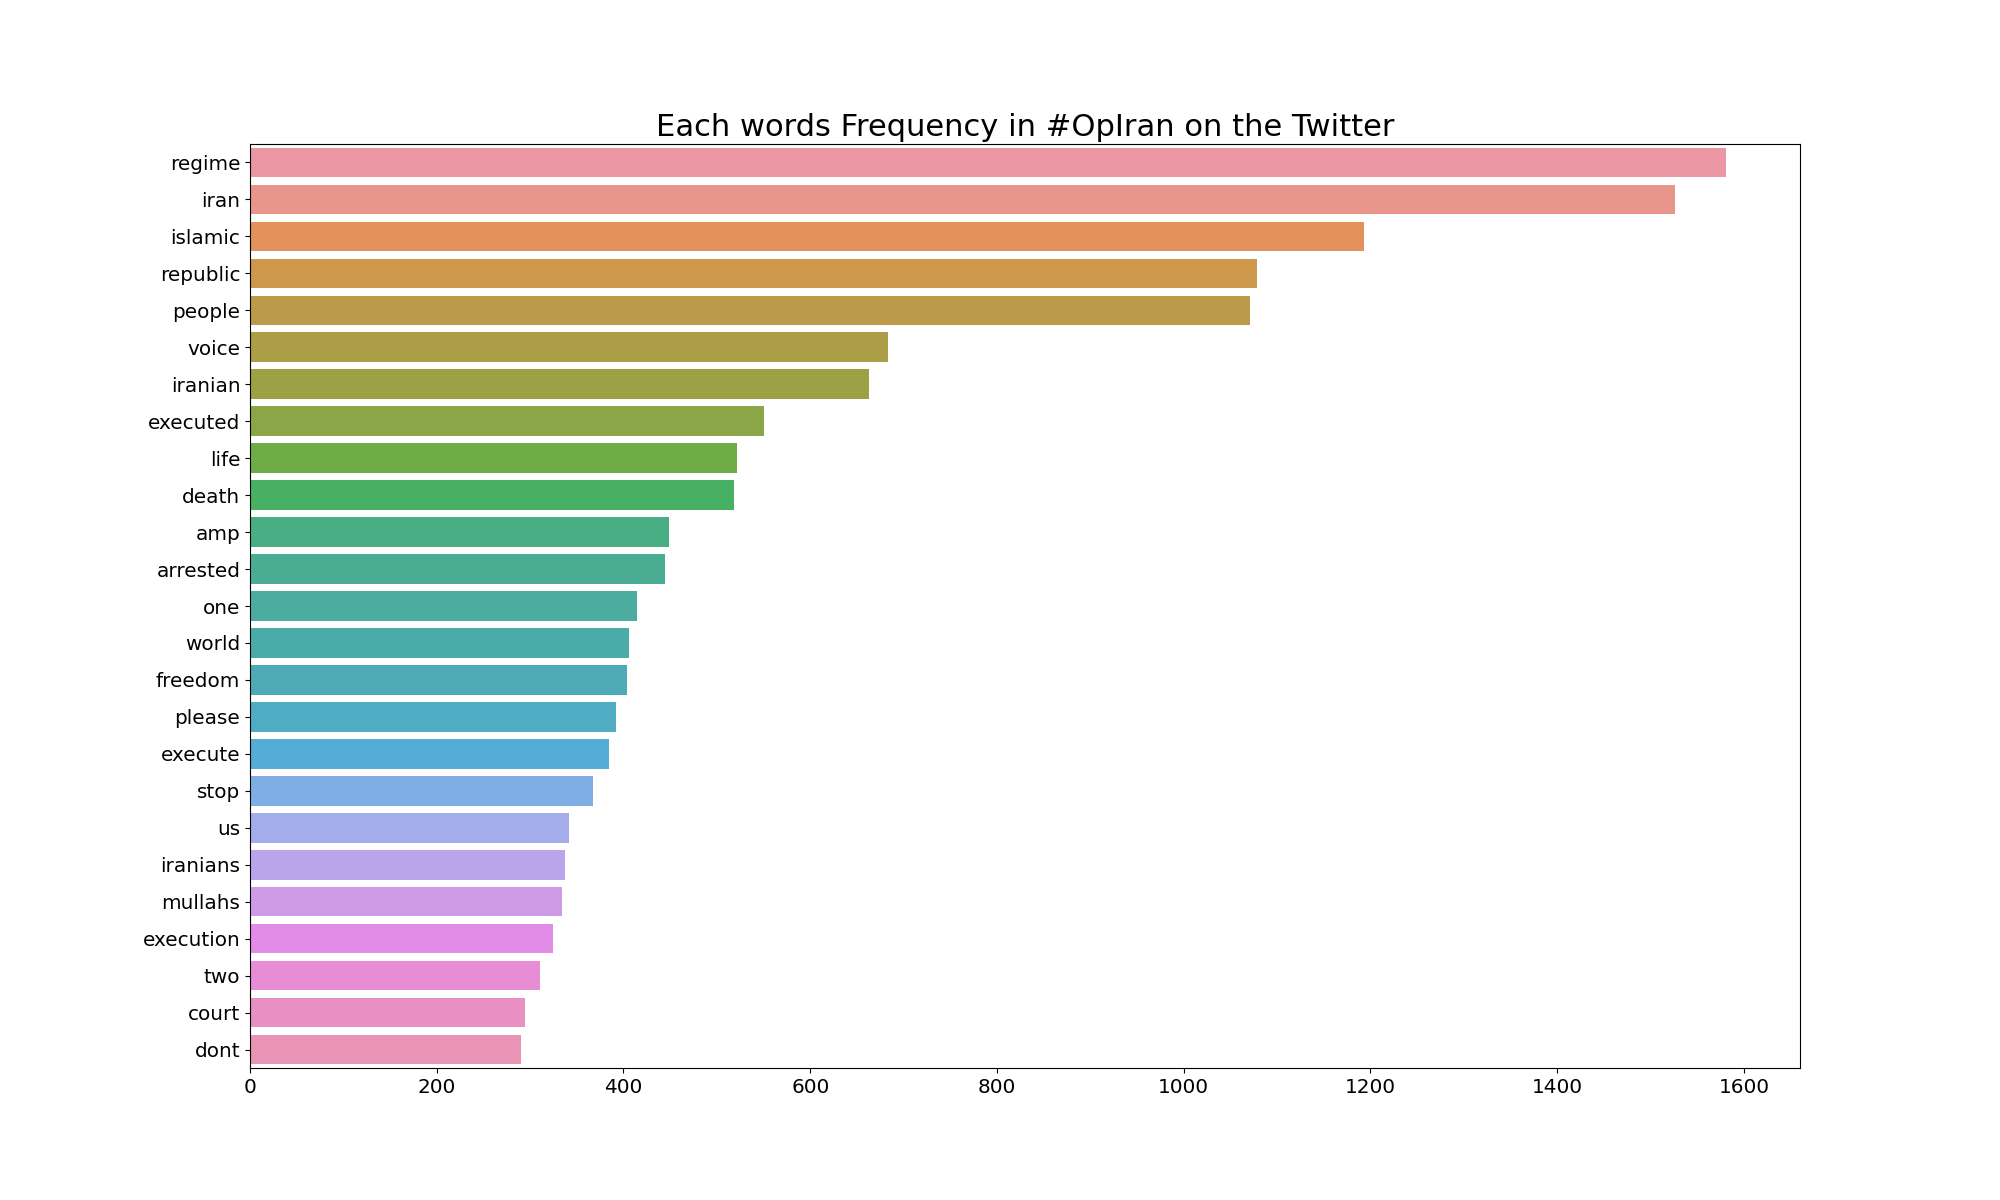 Each words Frequency in #OpIran on the Twitter
regime
iran
islamic
republic
people
voice
iranian
executed
life
death
amp
arrested
one
world
freedom
please
execute
stop
us
iranians
mullahs
execution
two
court
dont
0 200 400 600 800 1000 1200 1400 1600